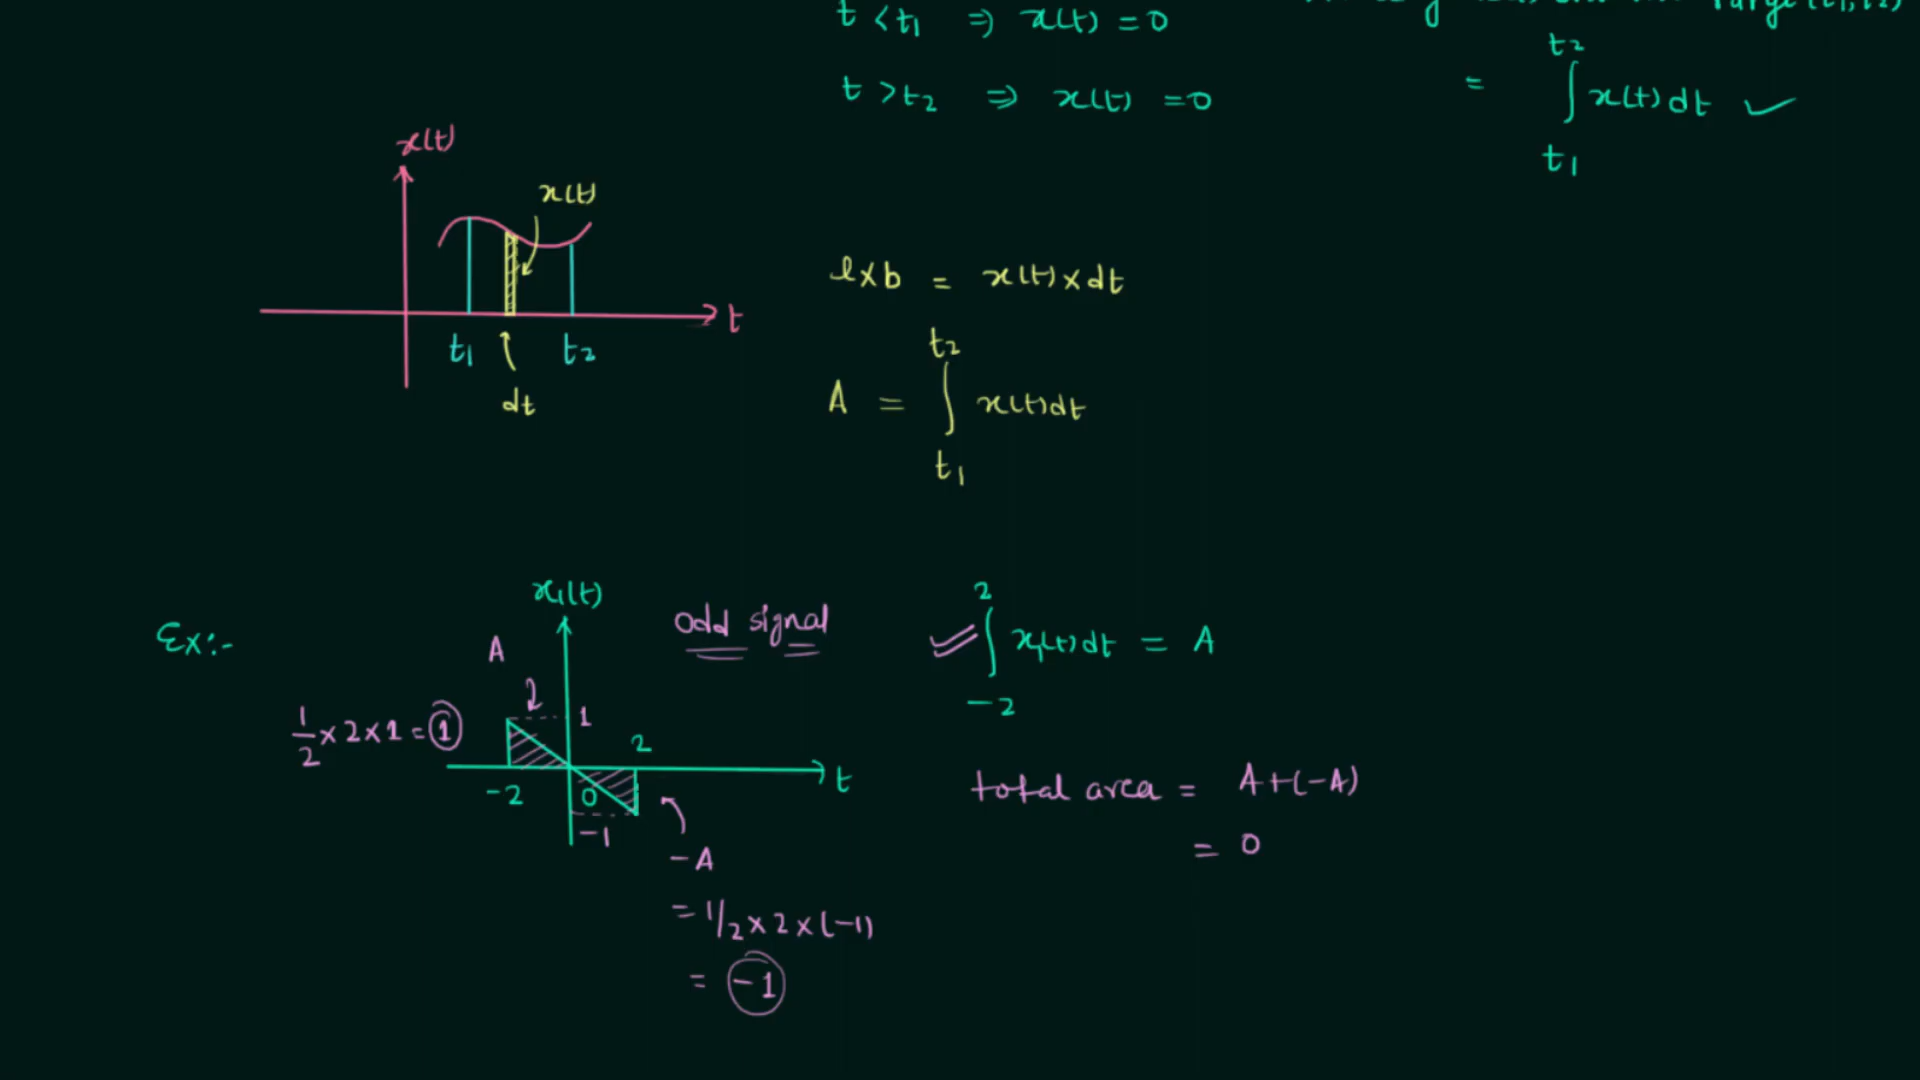 t < t1 ⇒ x(t) = 0
t > t2 ⇒ x(t) = 0
= ∫ t1 t2 x(t) dt ✓
x(t)
x(t)
t
t1 t2
dt
l×b = x(t)×dt
A = ∫ t1 t2 x(t)dt
Ex:-
x1(t)
A
odd signal
2
1
1/2 × 2 × 1 = 1
2
-2
0
-1
t
-A
= 1/2 × 2 × (-1)
= -1
∫ -2 2 x1(t)dt = A
total area = A+(-A)
= 0